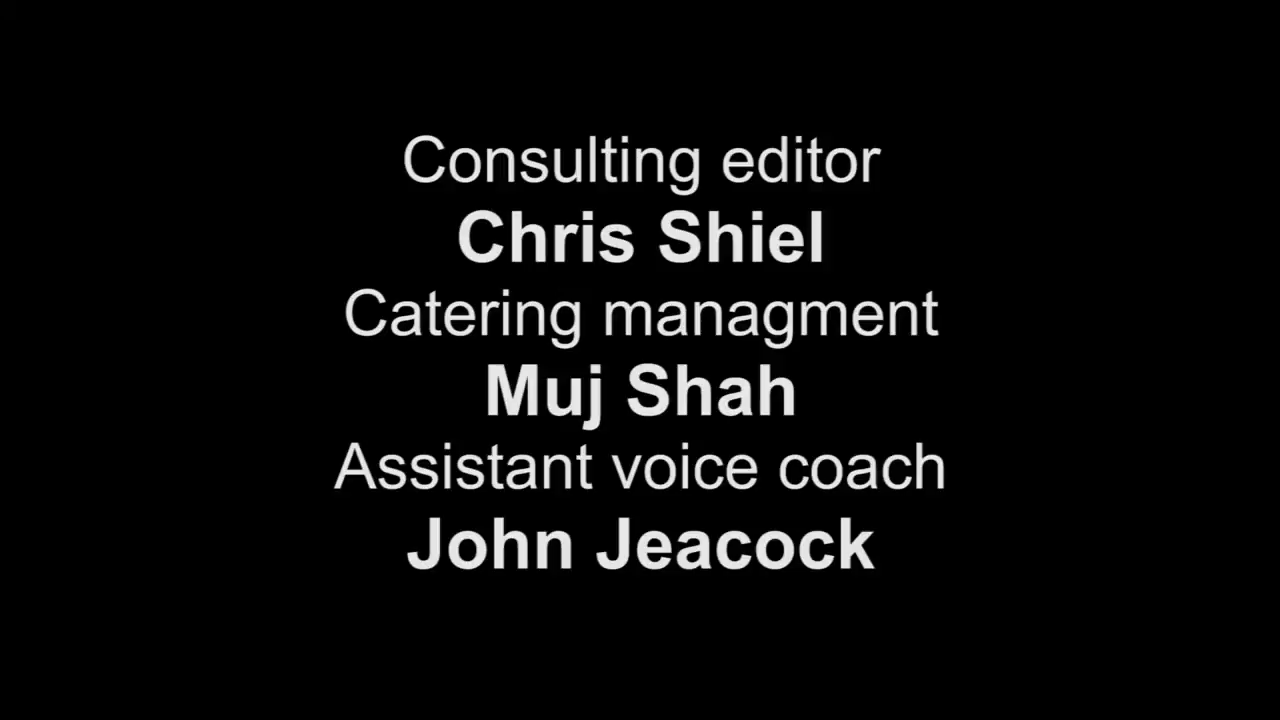 Consulting editor
Chris Shiel
Catering managment
Muj Shah
Assistant voice coach
John Jeacock